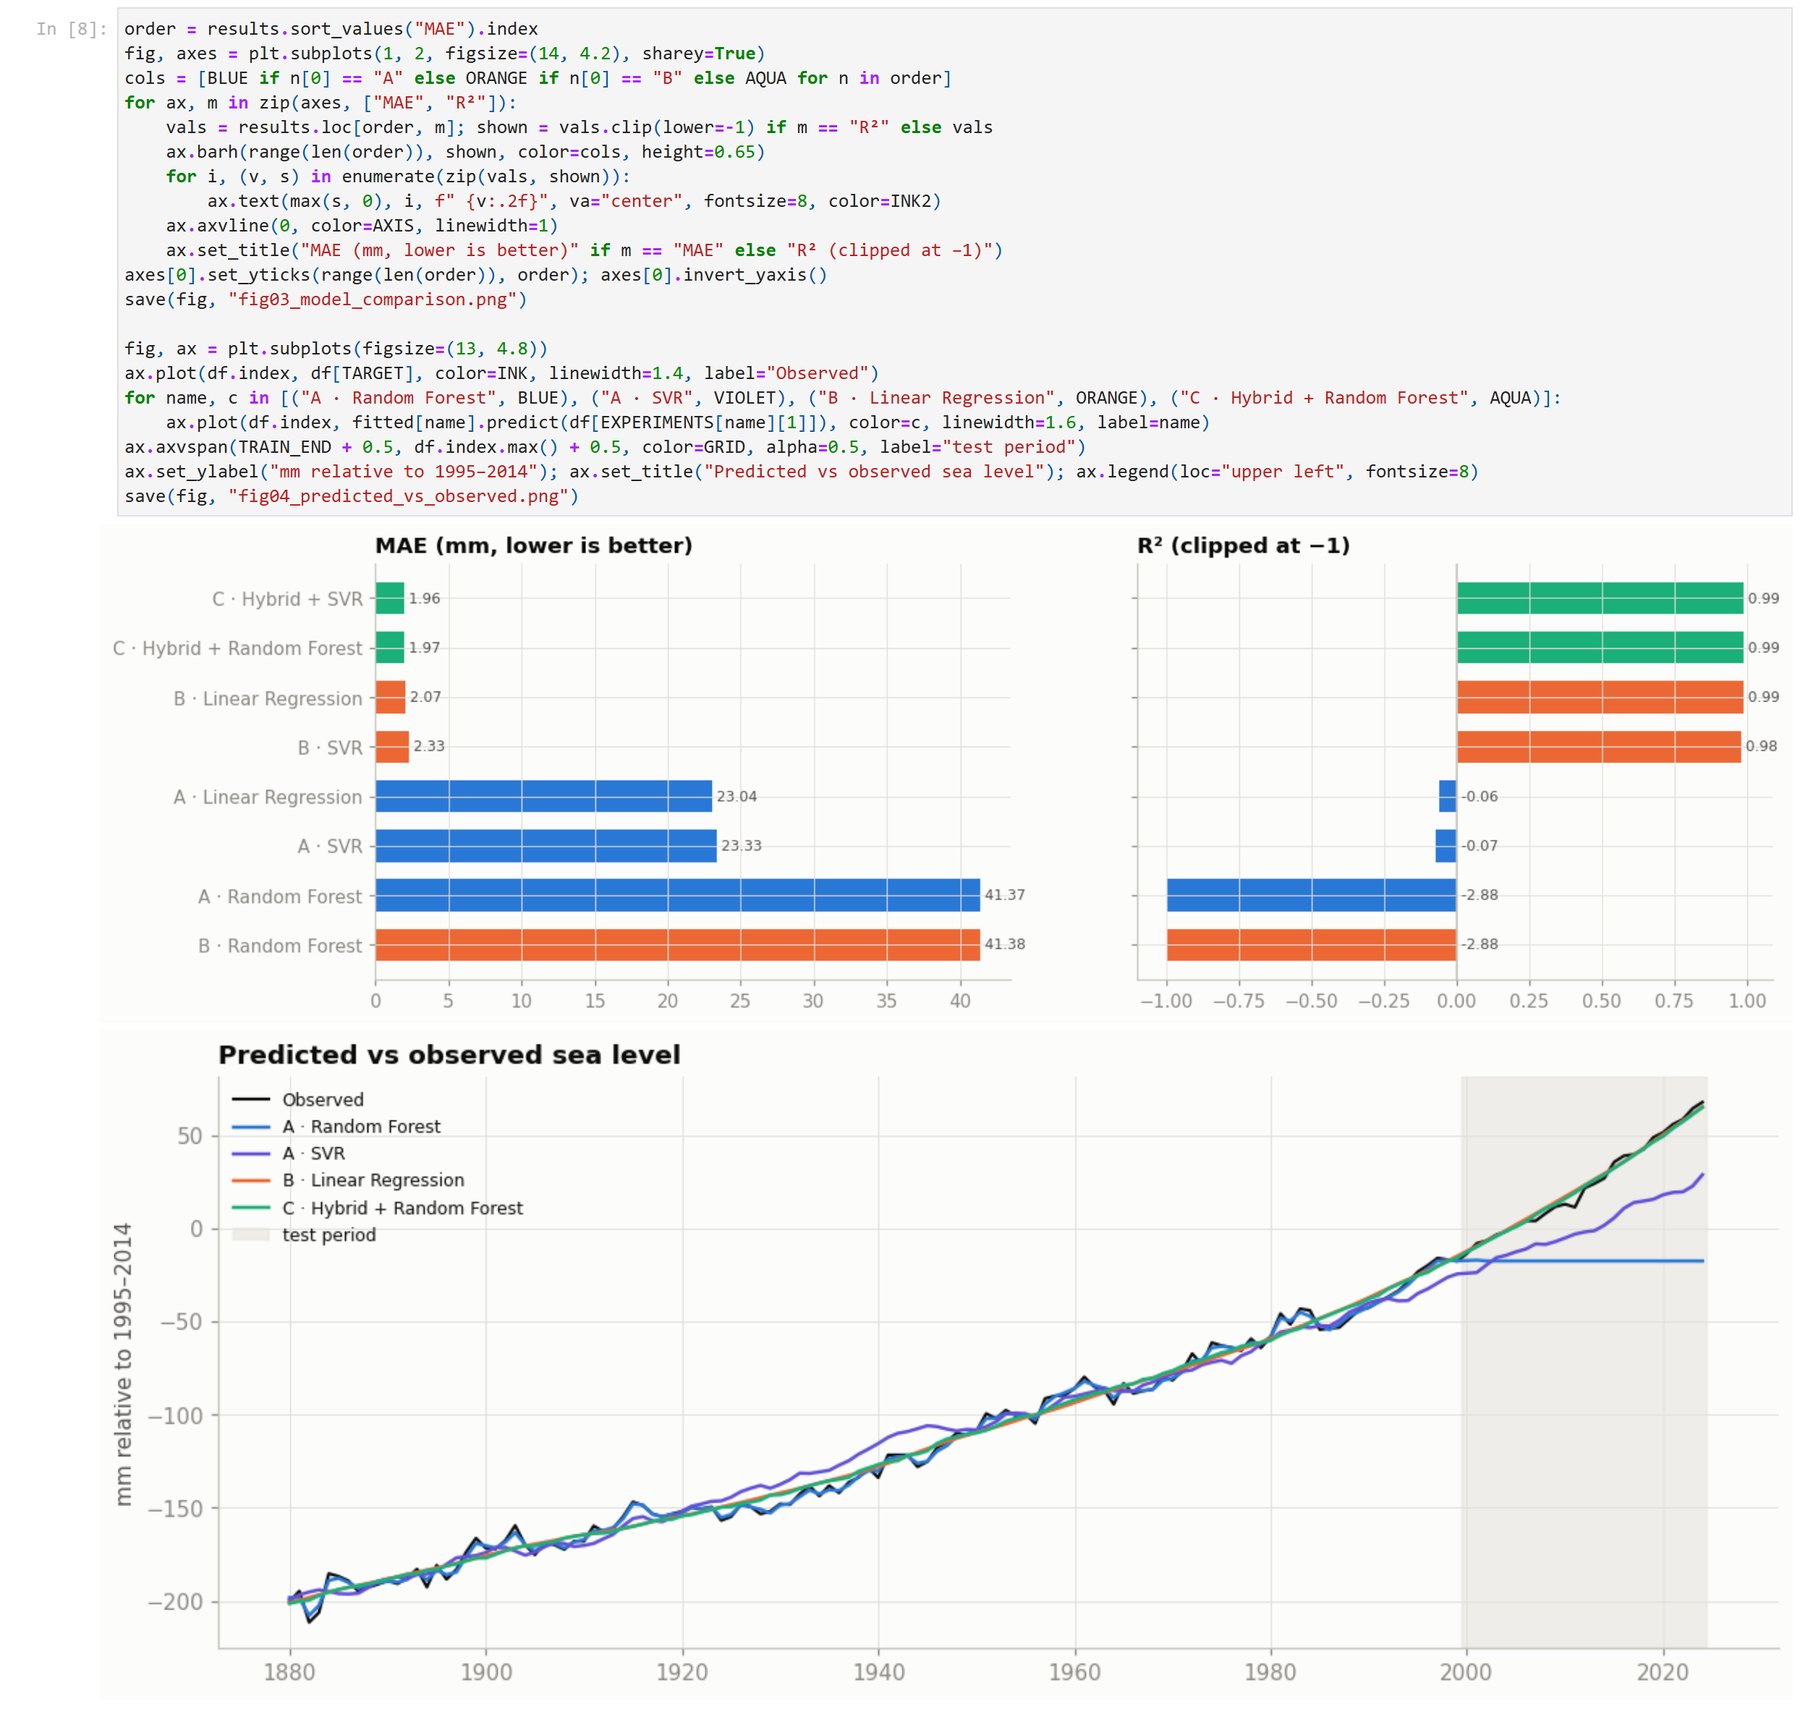 In [8]:
order = results.sort_values("MAE").index
fig, axes = plt.subplots(1, 2, figsize=(14, 4.2), sharey=True)
cols = [BLUE if n[0] == "A" else ORANGE if n[0] == "B" else AQUA for n in order]
for ax, m in zip(axes, ["MAE", "R²"]):
    vals = results.loc[order, m]; shown = vals.clip(lower=-1) if m == "R²" else vals
    ax.barh(range(len(order)), shown, color=cols, height=0.65)
    for i, (v, s) in enumerate(zip(vals, shown)):
        ax.text(max(s, 0), i, f" {v:.2f}", va="center", fontsize=8, color=INK2)
    ax.axvline(0, color=AXIS, linewidth=1)
    ax.set_title("MAE (mm, lower is better)" if m == "MAE" else "R² (clipped at −1)")
axes[0].set_yticks(range(len(order)), order); axes[0].invert_yaxis()
save(fig, "fig03_model_comparison.png")
fig, ax = plt.subplots(figsize=(13, 4.8))
ax.plot(df.index, df[TARGET], color=INK, linewidth=1.4, label="Observed")
for name, c in [("A · Random Forest", BLUE), ("A · SVR", VIOLET), ("B · Linear Regression", ORANGE), ("C · Hybrid + Random Forest", AQUA)]:
    ax.plot(df.index, fitted[name].predict(df[EXPERIMENTS[name][1]]), color=c, linewidth=1.6, label=name)
ax.axvspan(TRAIN_END + 0.5, df.index.max() + 0.5, color=GRID, alpha=0.5, label="test period")
ax.set_ylabel("mm relative to 1995–2014"); ax.set_title("Predicted vs observed sea level"); ax.legend(loc="upper left", fontsize=8)
save(fig, "fig04_predicted_vs_observed.png")
MAE (mm, lower is better)
C · Hybrid + SVR 1.96
C · Hybrid + Random Forest 1.97
B · Linear Regression 2.07
B · SVR 2.33
A · Linear Regression 23.04
A · SVR 23.33
A · Random Forest 41.37
B · Random Forest 41.38
0 5 10 15 20 25 30 35 40
R² (clipped at −1)
0.99
0.99
0.99
0.98
-0.06
-0.07
-2.88
-2.88
−1.00 −0.75 −0.50 −0.25 0.00 0.25 0.50 0.75 1.00
Predicted vs observed sea level
Observed
A · Random Forest
A · SVR
B · Linear Regression
C · Hybrid + Random Forest
test period
mm relative to 1995–2014
50
0
−50
−100
−150
−200
1880 1900 1920 1940 1960 1980 2000 2020